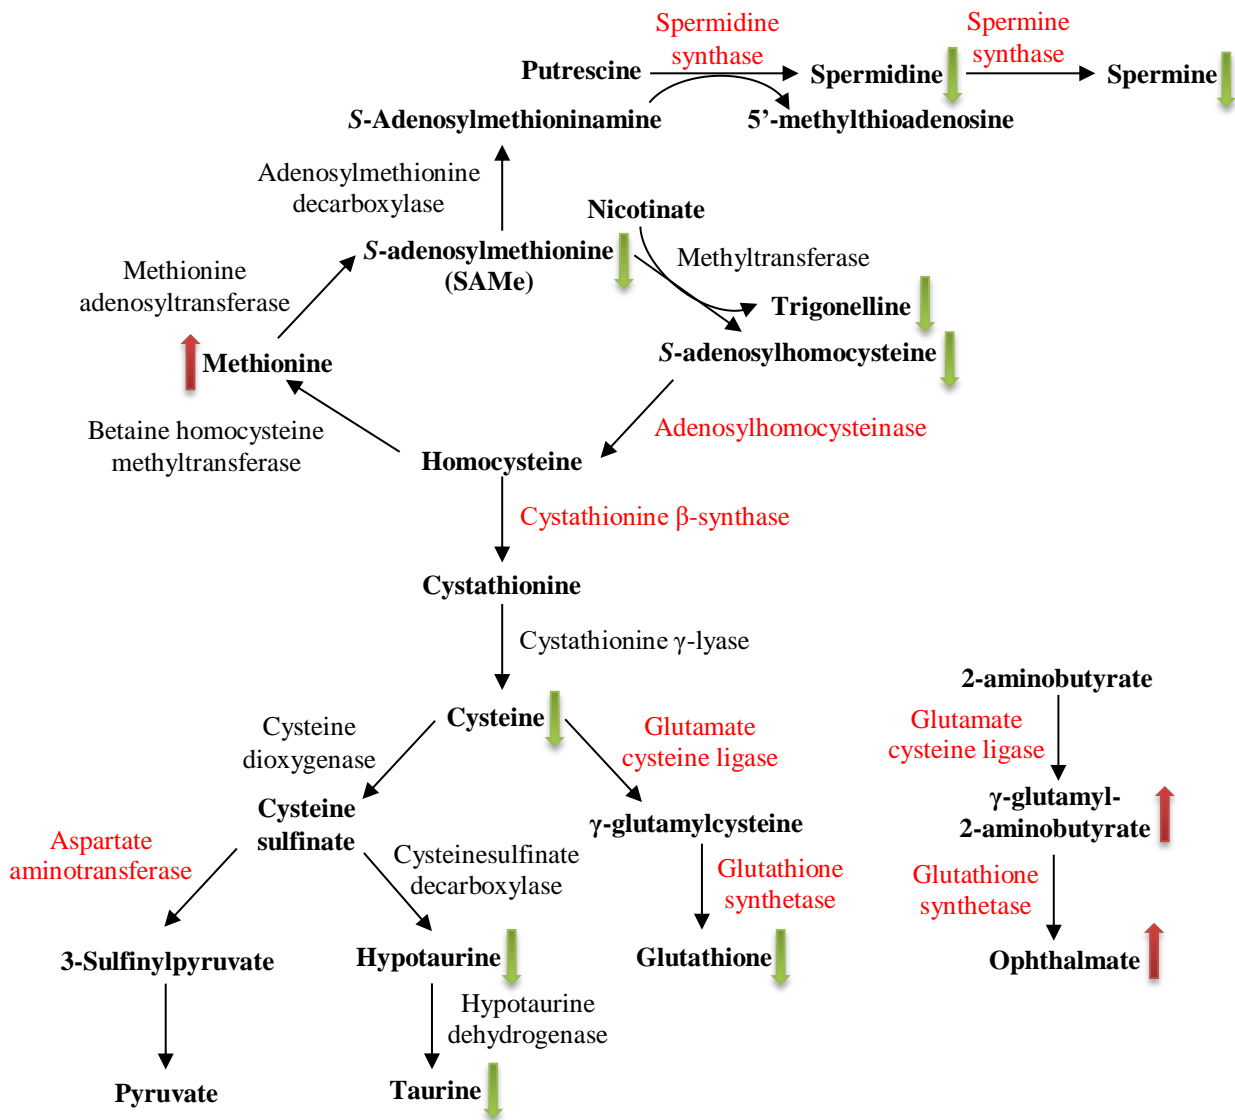 Spermidine
synthase
Spermine
synthase
Putrescine
Spermidine
Spermine
S-Adenosylmethioninamine
5’-methylthioadenosine
Adenosylmethionine
decarboxylase
Nicotinate
S-adenosylmethionine
(SAMe)
Methyltransferase
Methionine
adenosyltransferase
Trigonelline
Methionine
S-adenosylhomocysteine
Betaine homocysteine
methyltransferase
Adenosylhomocysteinase
Homocysteine
Cystathionine β-synthase
Cystathionine
Cystathionine γ-lyase
2-aminobutyrate
Cysteine
Cysteine
dioxygenase
Glutamate
cysteine ligase
Glutamate
cysteine ligase
Cysteine
sulfinate
γ-glutamylcysteine
γ-glutamyl-
2-aminobutyrate
Aspartate
aminotransferase
Cysteinesulfinate
decarboxylase
Glutathione
synthetase
Glutathione
synthetase
3-Sulfinylpyruvate
Hypotaurine
Glutathione
Ophthalmate
Hypotaurine
dehydrogenase
Pyruvate
Taurine